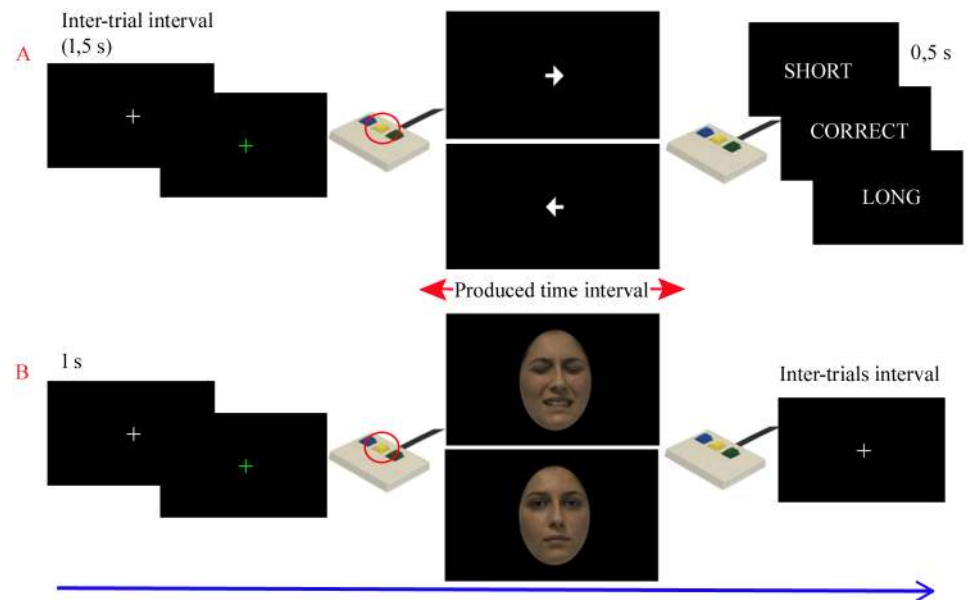 Inter-trial interval
(1,5 s)
A
0,5 s
SHORT
CORRECT
LONG
Produced time interval
B
1 s
Inter-trials interval